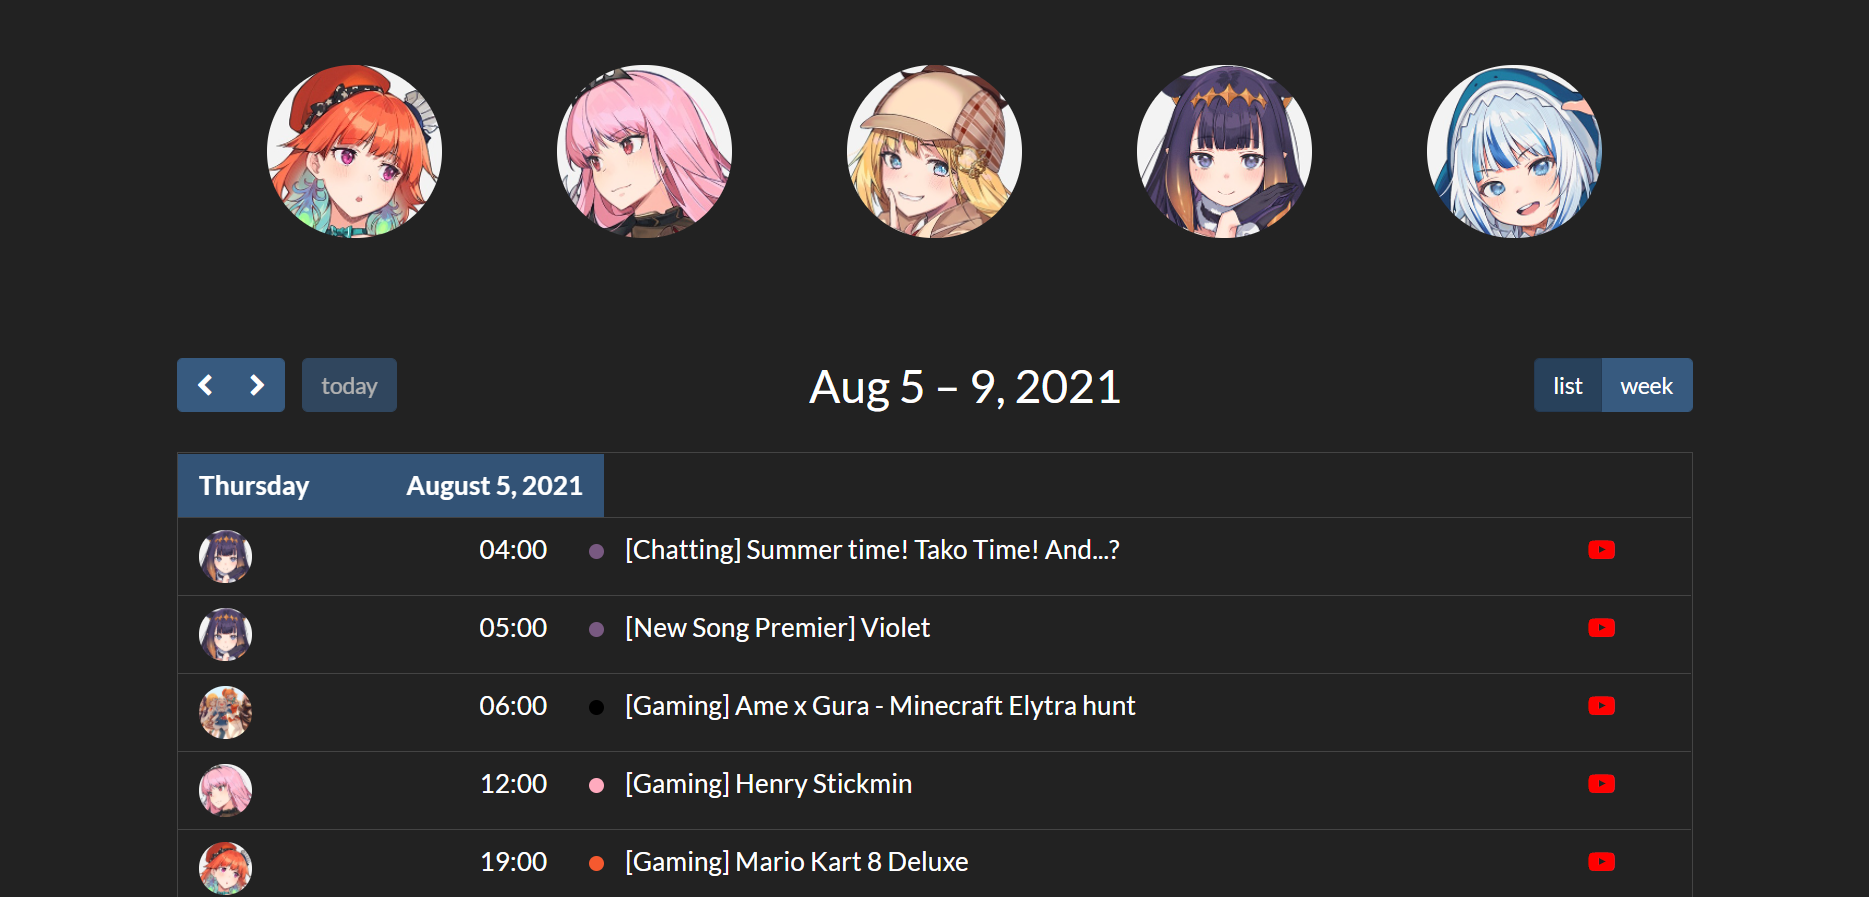 today
Aug 5 – 9, 2021
list
week
Thursday August 5, 2021
04:00 [Chatting] Summer time! Tako Time! And...?
05:00 [New Song Premier] Violet
06:00 [Gaming] Ame x Gura - Minecraft Elytra hunt
12:00 [Gaming] Henry Stickmin
19:00 [Gaming] Mario Kart 8 Deluxe